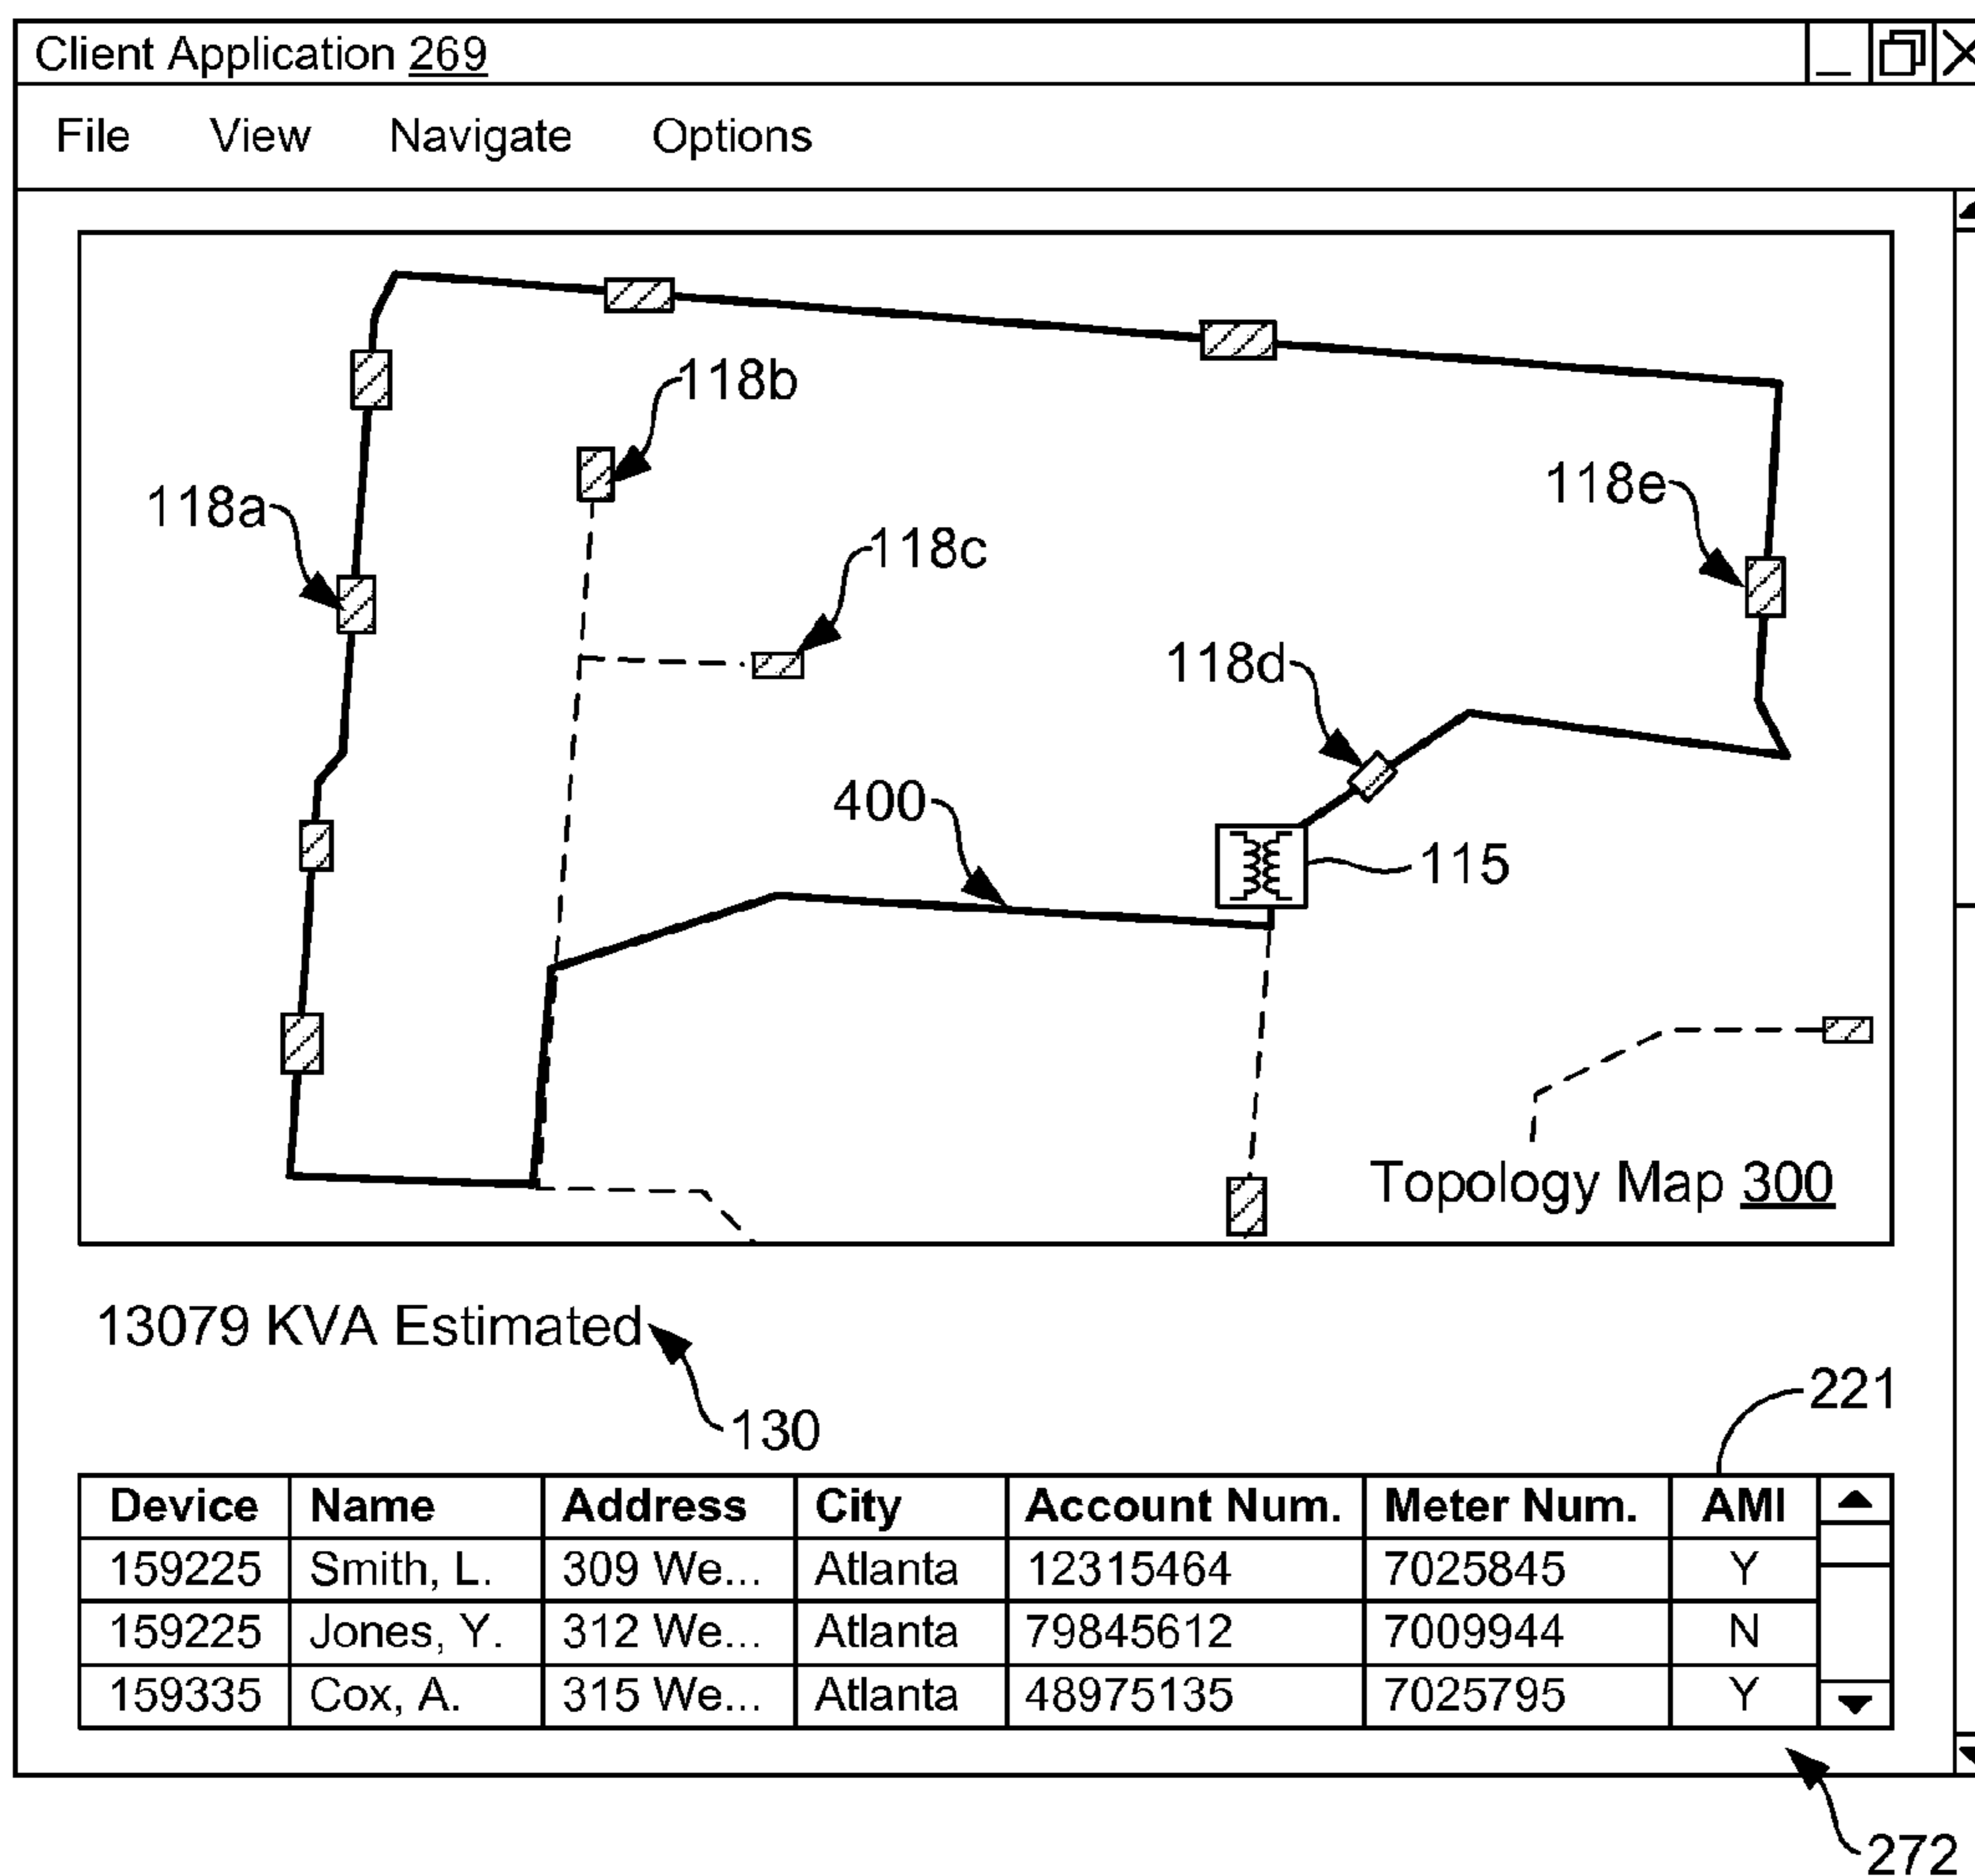 Client Application 269
File View Navigate Options
118b
118a
118e
118c
118d
400
115
Topology Map 300
13079 KVA Estimated
130
221
Device Name Address City Account Num. Meter Num. AMI
159225 Smith, L. 309 We... Atlanta 12315464 7025845 Y
159225 Jones, Y. 312 We... Atlanta 79845612 7009944 N
159335 Cox, A. 315 We... Atlanta 48975135 7025795 Y
272